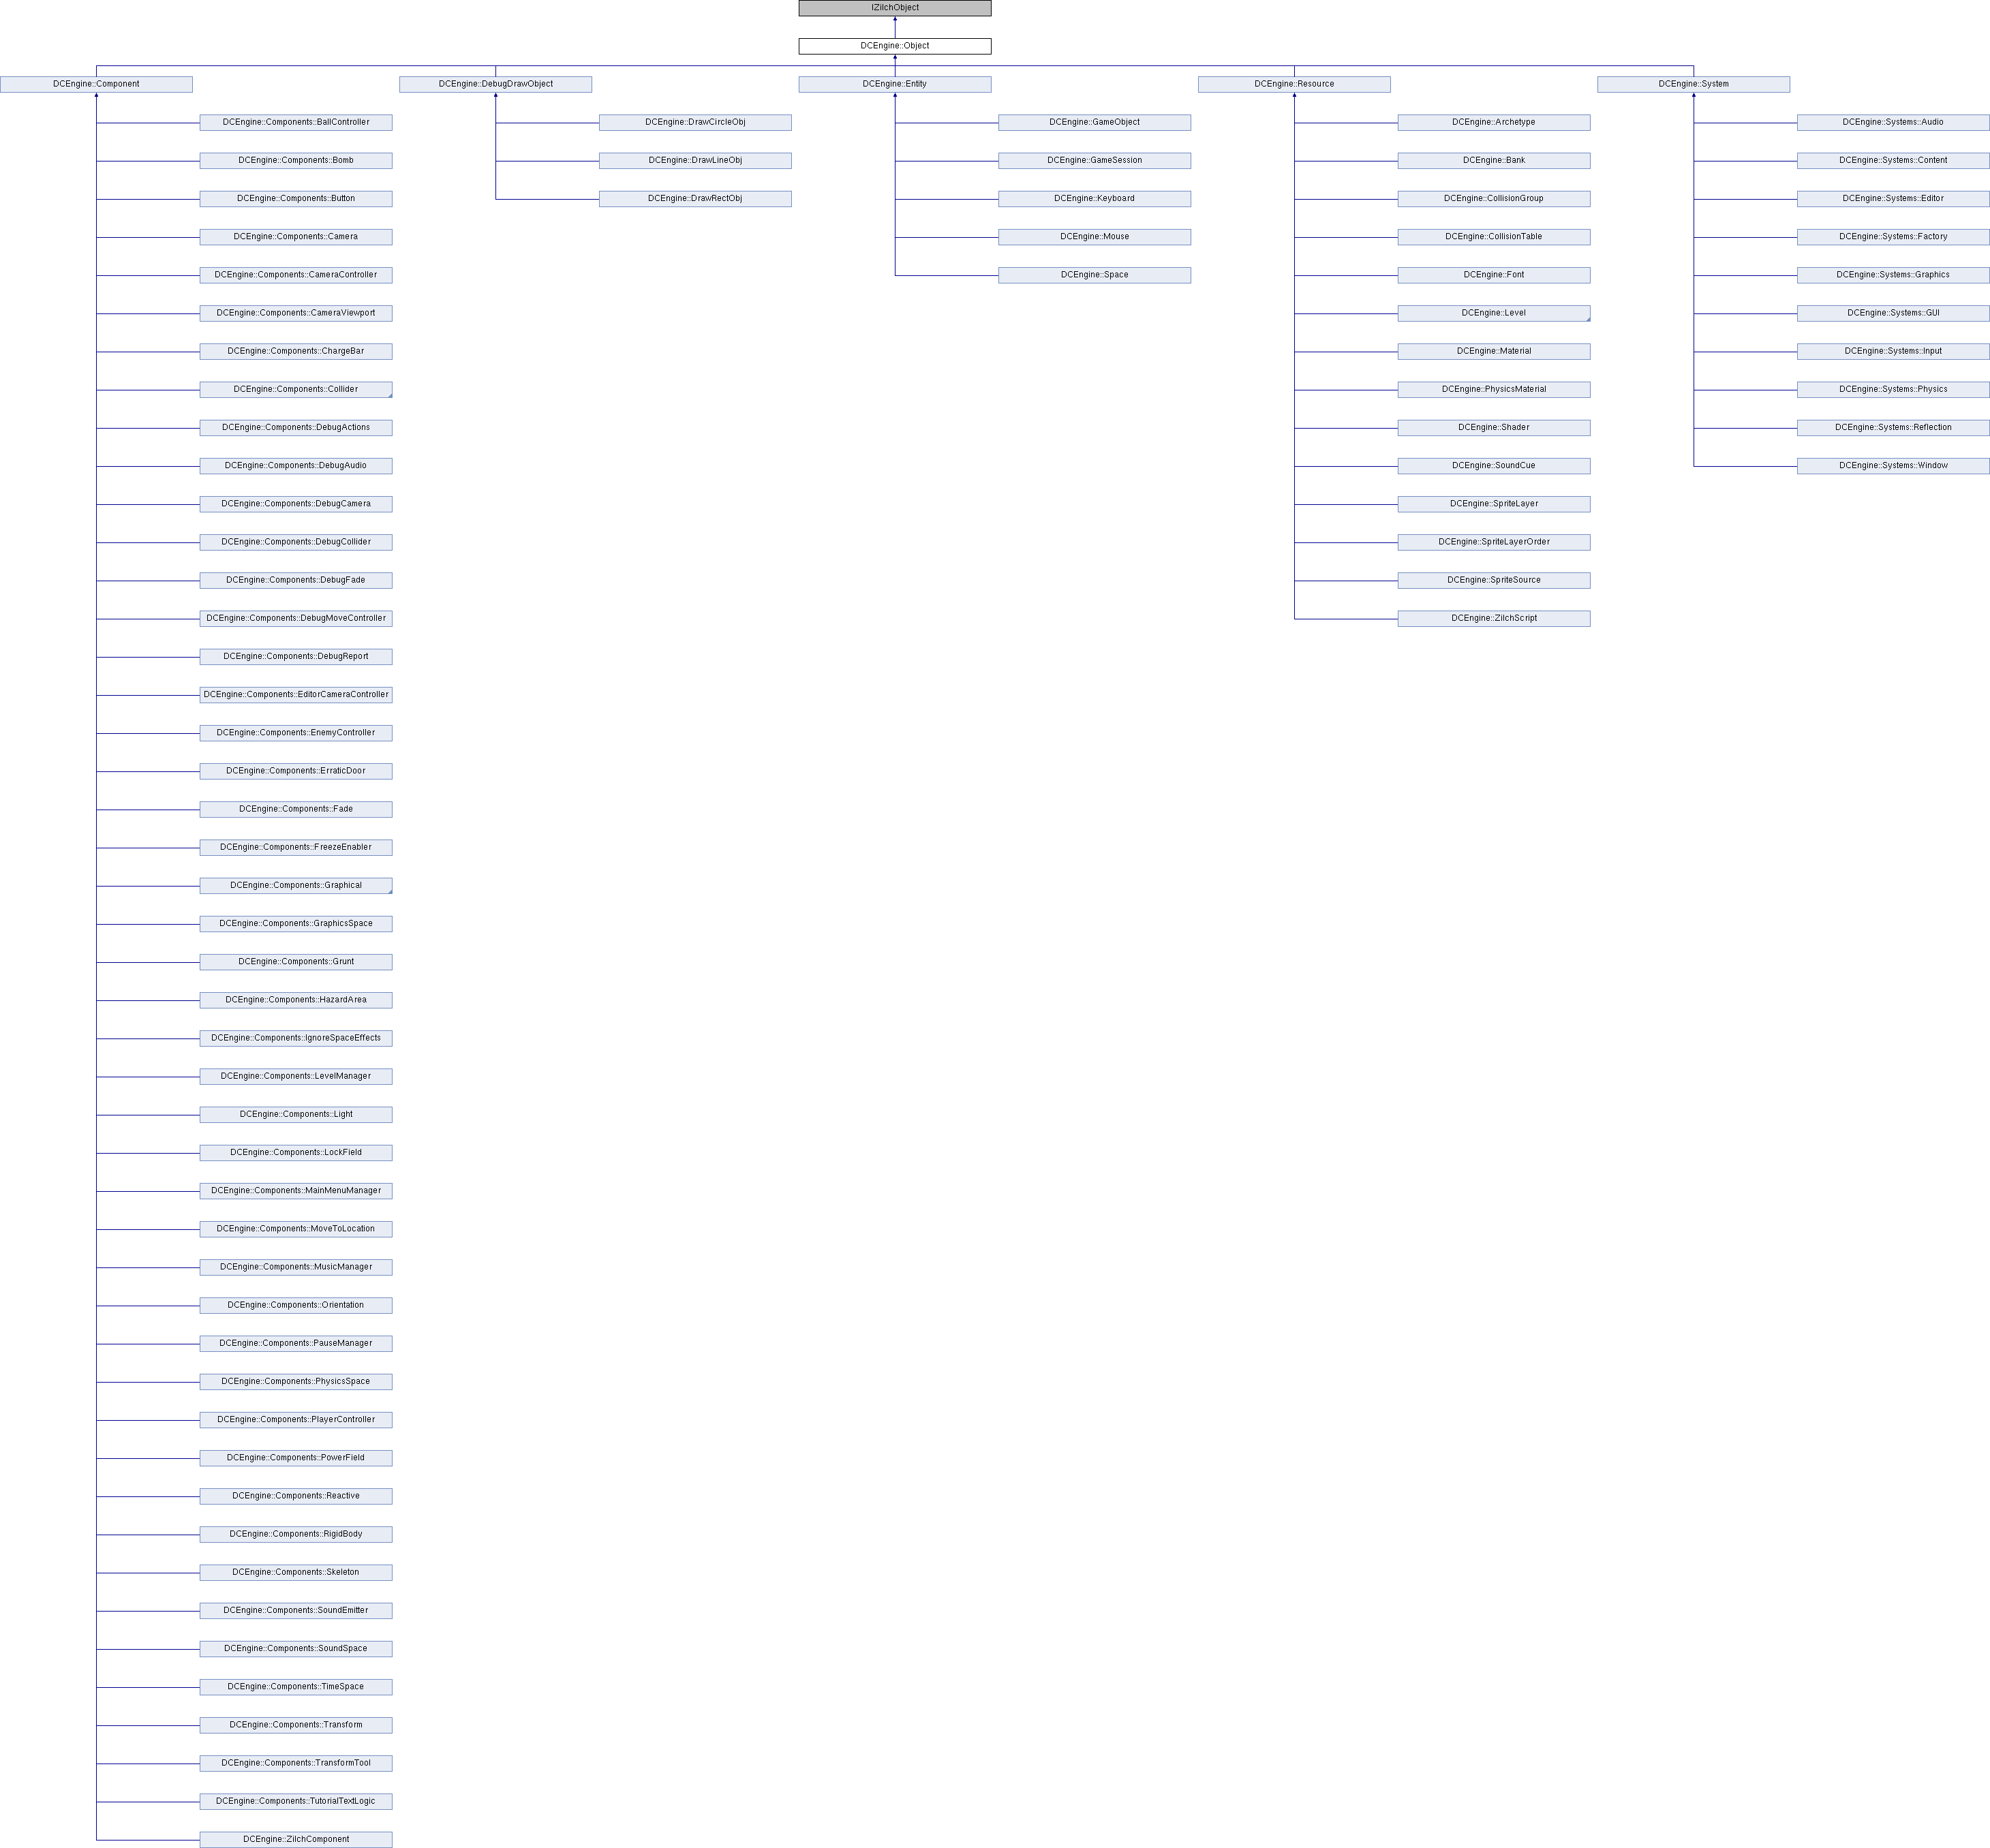 IZilchObject
DCEngine::Object
DCEngine::Component
DCEngine::DebugDrawObject
DCEngine::Entity
DCEngine::Resource
DCEngine::System
DCEngine::Components::BallController
DCEngine::Components::Bomb
DCEngine::Components::Button
DCEngine::Components::Camera
DCEngine::Components::CameraController
DCEngine::Components::CameraViewport
DCEngine::Components::ChargeBar
DCEngine::Components::Collider
DCEngine::Components::DebugActions
DCEngine::Components::DebugAudio
DCEngine::Components::DebugCamera
DCEngine::Components::DebugCollider
DCEngine::Components::DebugFade
DCEngine::Components::DebugMoveController
DCEngine::Components::DebugReport
DCEngine::Components::EditorCameraController
DCEngine::Components::EnemyController
DCEngine::Components::ErraticDoor
DCEngine::Components::Fade
DCEngine::Components::FreezeEnabler
DCEngine::Components::Graphical
DCEngine::Components::GraphicsSpace
DCEngine::Components::Grunt
DCEngine::Components::HazardArea
DCEngine::Components::IgnoreSpaceEffects
DCEngine::Components::LevelManager
DCEngine::Components::Light
DCEngine::Components::LockField
DCEngine::Components::MainMenuManager
DCEngine::Components::MoveToLocation
DCEngine::Components::MusicManager
DCEngine::Components::Orientation
DCEngine::Components::PauseManager
DCEngine::Components::PhysicsSpace
DCEngine::Components::PlayerController
DCEngine::Components::PowerField
DCEngine::Components::Reactive
DCEngine::Components::RigidBody
DCEngine::Components::Skeleton
DCEngine::Components::SoundEmitter
DCEngine::Components::SoundSpace
DCEngine::Components::TimeSpace
DCEngine::Components::Transform
DCEngine::Components::TransformTool
DCEngine::Components::TutorialTextLogic
DCEngine::ZilchComponent
DCEngine::DrawCircleObj
DCEngine::DrawLineObj
DCEngine::DrawRectObj
DCEngine::GameObject
DCEngine::GameSession
DCEngine::Keyboard
DCEngine::Mouse
DCEngine::Space
DCEngine::Archetype
DCEngine::Bank
DCEngine::CollisionGroup
DCEngine::CollisionTable
DCEngine::Font
DCEngine::Level
DCEngine::Material
DCEngine::PhysicsMaterial
DCEngine::Shader
DCEngine::SoundCue
DCEngine::SpriteLayer
DCEngine::SpriteLayerOrder
DCEngine::SpriteSource
DCEngine::ZilchScript
DCEngine::Systems::Audio
DCEngine::Systems::Content
DCEngine::Systems::Editor
DCEngine::Systems::Factory
DCEngine::Systems::Graphics
DCEngine::Systems::GUI
DCEngine::Systems::Input
DCEngine::Systems::Physics
DCEngine::Systems::Reflection
DCEngine::Systems::Window